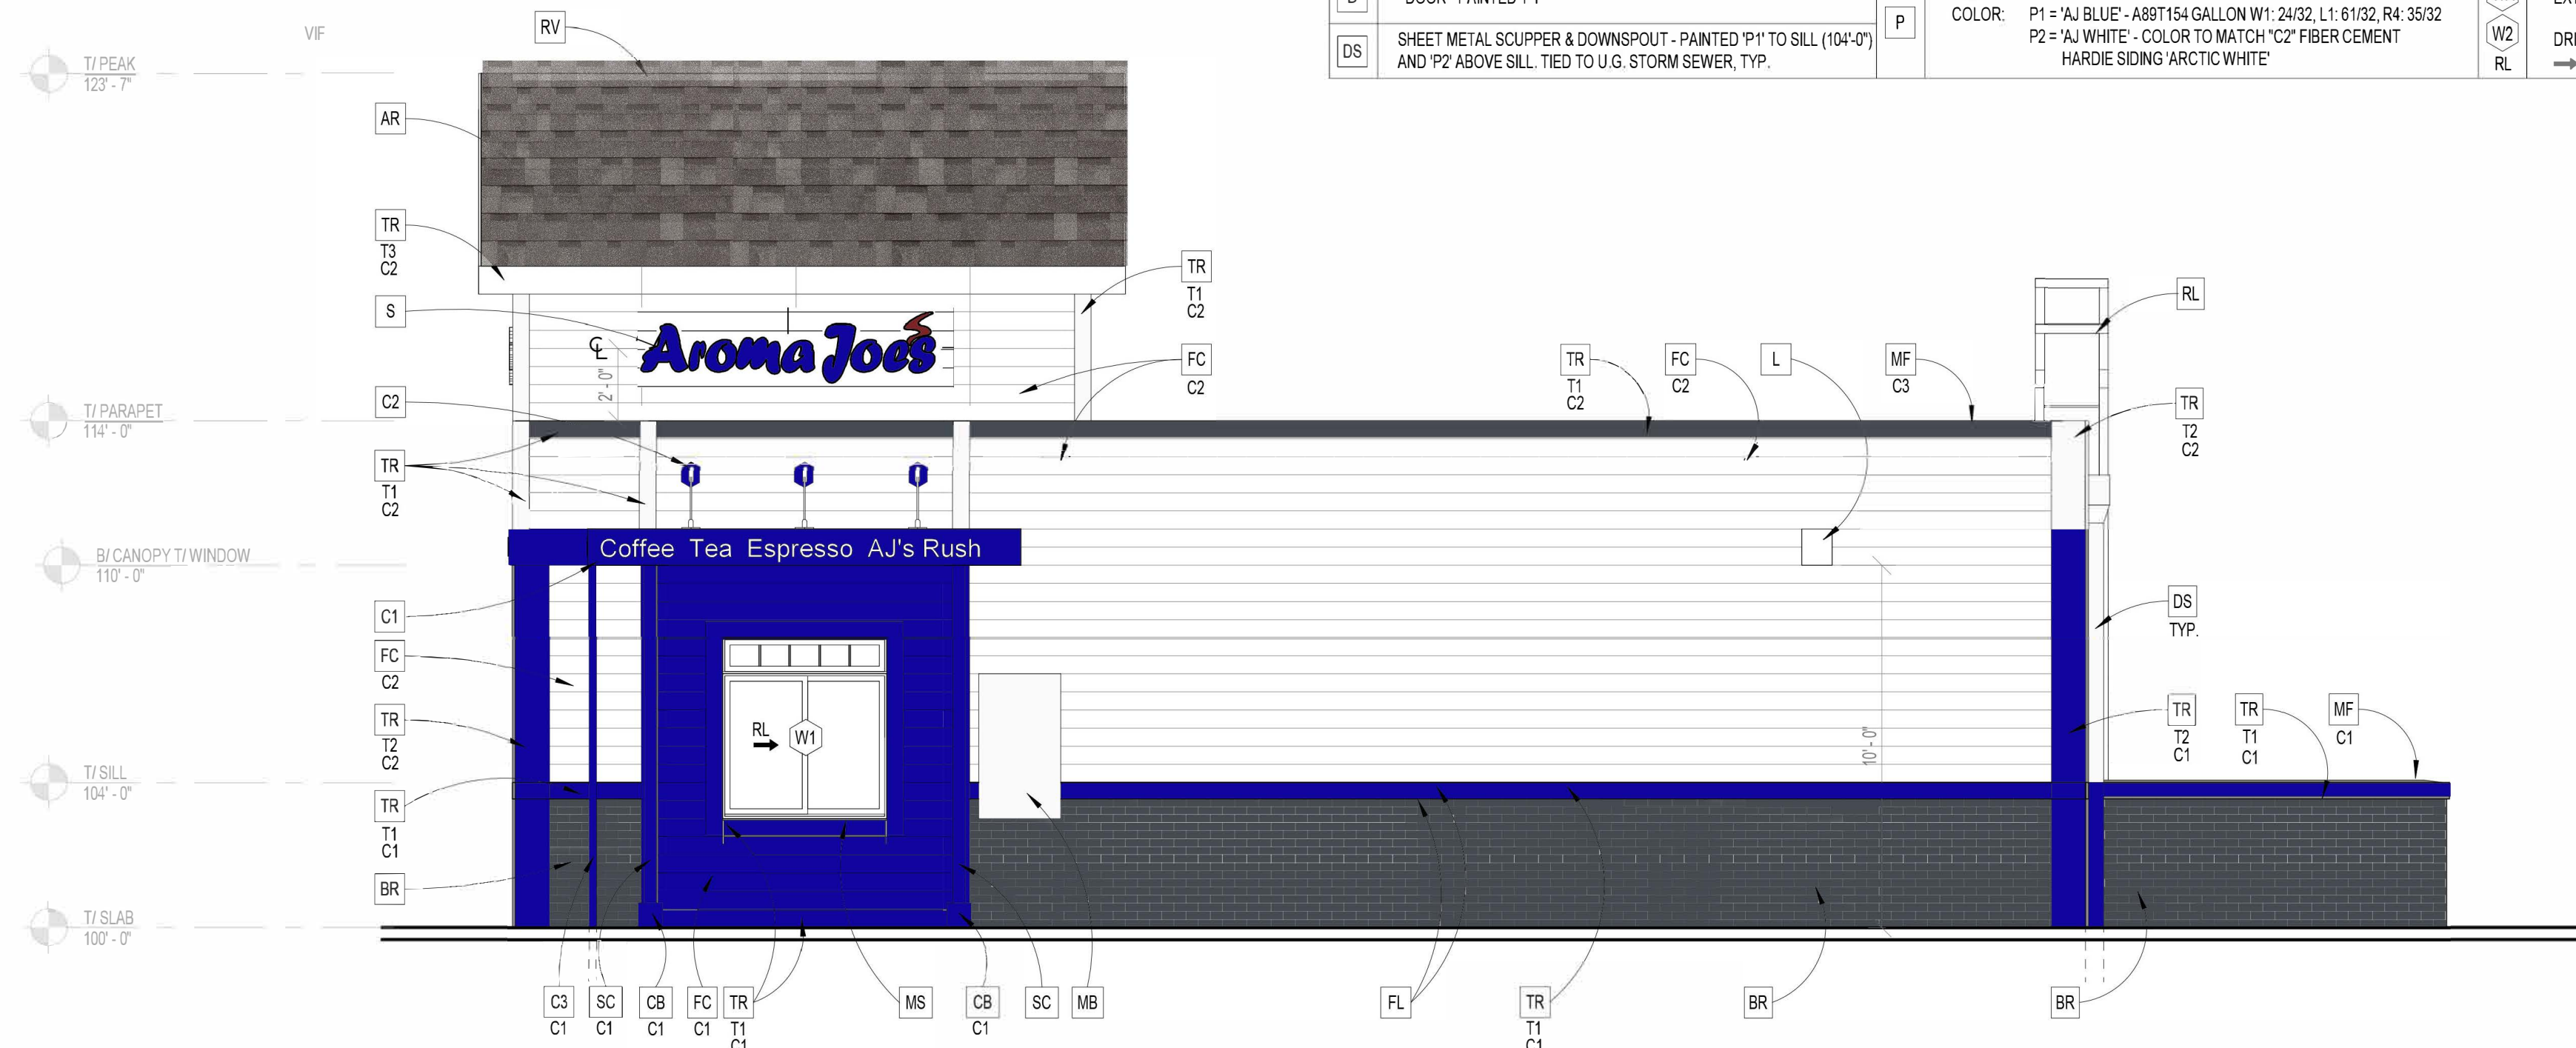 DS
SHEET METAL SCUPPER & DOWNSPOUT - PAINTED 'P1' TO SILL (104'-0")
AND 'P2' ABOVE SILL. TIED TO U.G. STORM SEWER, TYP.
P
COLOR: P1 = 'AJ BLUE' - A89T154 GALLON W1: 24/32, L1: 61/32, R4: 35/32
P2 = 'AJ WHITE' - COLOR TO MATCH "C2" FIBER CEMENT
HARDIE SIDING 'ARCTIC WHITE'
W2
RL
VIF
RV
T/ PEAK
123' - 7"
AR
TR
T3
C2
S
C2
T/ PARAPET
114' - 0"
TR
T1
C2
B/ CANOPY T/ WINDOW
110' - 0"
C1
FC
C2
TR
T2
C2
T/ SILL
104' - 0"
TR
T1
C1
BR
T/ SLAB
100' - 0"
Aroma Joe's
2' - 0"
TR
T1
C2
FC
C2
TR
T1
C2
FC
C2
L
MF
C3
RL
TR
T2
C2
Coffee Tea Espresso AJ's Rush
DS
TYP.
RL
W1
10' - 0"
TR
T2
C1
TR
T1
C1
MF
C1
C3
C1
SC
C1
CB
C1
FC
C1
TR
T1
C1
MS
CB
C1
SC
MB
FL
TR
T1
C1
BR
BR